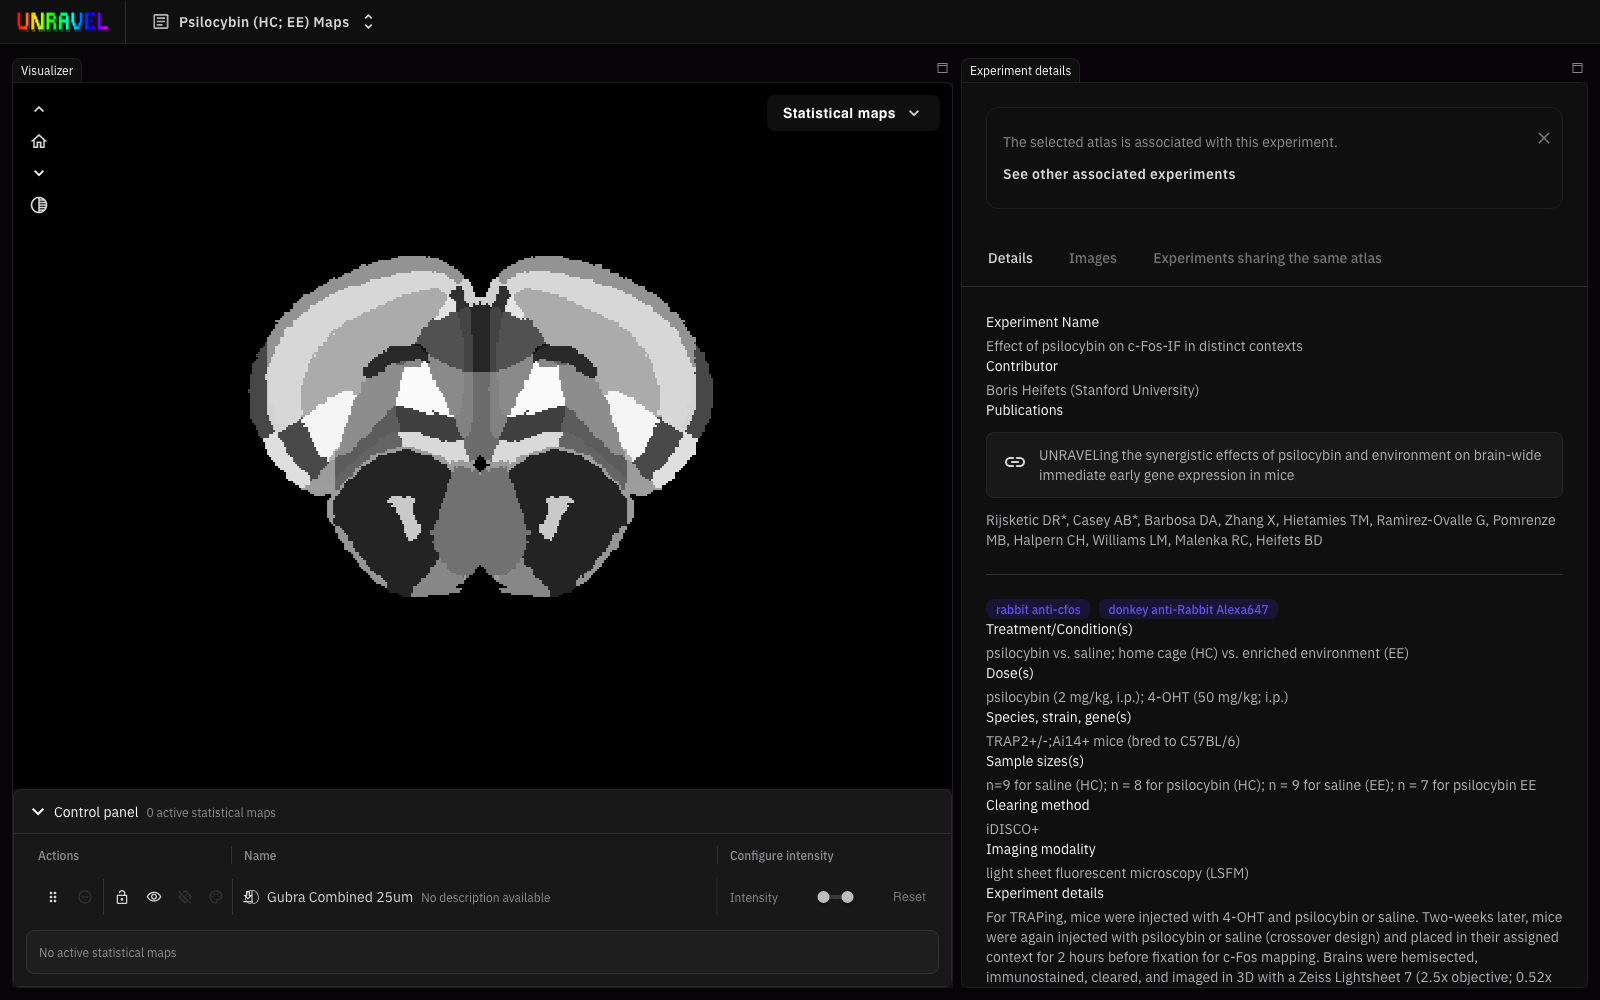 UNRAVEL
Psilocybin (HC; EE) Maps
Visualizer
Statistical maps
Control panel 0 active statistical maps
Actions Name Configure intensity
Gubra Combined 25um No description available Intensity Reset
No active statistical maps
Experiment details
The selected atlas is associated with this experiment.
See other associated experiments
Details Images Experiments sharing the same atlas
Experiment Name
Effect of psilocybin on c-Fos-IF in distinct contexts
Contributor
Boris Heifets (Stanford University)
Publications
UNRAVELing the synergistic effects of psilocybin and environment on brain-wide
immediate early gene expression in mice
Rijsketic DR*, Casey AB*, Barbosa DA, Zhang X, Hietamies TM, Ramirez-Ovalle G, Pomrenze
MB, Halpern CH, Williams LM, Malenka RC, Heifets BD
rabbit anti-cfos donkey anti-Rabbit Alexa647
Treatment/Condition(s)
psilocybin vs. saline; home cage (HC) vs. enriched environment (EE)
Dose(s)
psilocybin (2 mg/kg, i.p.); 4-OHT (50 mg/kg; i.p.)
Species, strain, gene(s)
TRAP2+/-;Ai14+ mice (bred to C57BL/6)
Sample sizes(s)
n=9 for saline (HC); n = 8 for psilocybin (HC); n = 9 for saline (EE); n = 7 for psilocybin EE
Clearing method
iDISCO+
Imaging modality
light sheet fluorescent microscopy (LSFM)
Experiment details
For TRAPing, mice were injected with 4-OHT and psilocybin or saline. Two-weeks later, mice
were again injected with psilocybin or saline (crossover design) and placed in their assigned
context for 2 hours before fixation for c-Fos mapping. Brains were hemisected,
immunostained, cleared, and imaged in 3D with a Zeiss Lightsheet 7 (2.5x objective; 0.52x